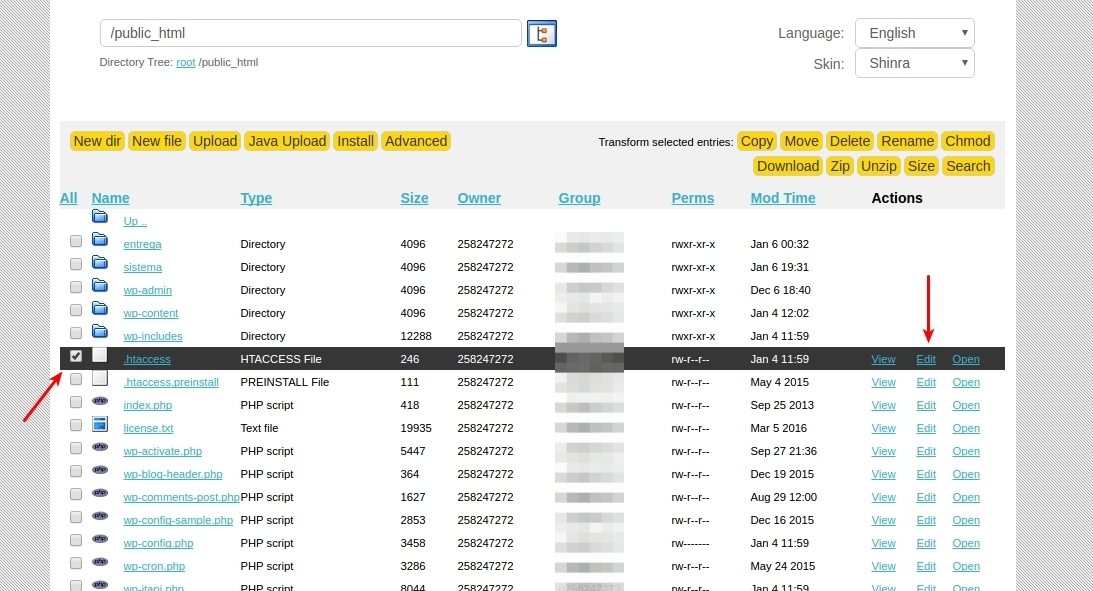 /public_html
Language: English
Directory Tree: root /public_html
Skin: Shinra
New dir New file Upload Java Upload Install Advanced Transform selected entries: Copy Move Delete Rename Chmod
Download Zip Unzip Size Search
All Name Type Size Owner Group Perms Mod Time Actions
Up ..
entrega Directory 4096 258247272 rwxr-xr-x Jan 6 00:32
sistema Directory 4096 258247272 rwxr-xr-x Jan 6 19:31
wp-admin Directory 4096 258247272 rwxr-xr-x Dec 6 18:40
wp-content Directory 4096 258247272 rwxr-xr-x Jan 4 12:02
wp-includes Directory 12288 258247272 rwxr-xr-x Jan 4 11:59
.htaccess HTACCESS File 246 258247272 rw-r--r-- Jan 4 11:59 View Edit Open
.htaccess.preinstall PREINSTALL File 111 258247272 rw-r--r-- May 4 2015 View Edit Open
php index.php PHP script 418 258247272 rw-r--r-- Sep 25 2013 View Edit Open
license.txt Text file 19935 258247272 rw-r--r-- Mar 5 2016 View Edit Open
php wp-activate.php PHP script 5447 258247272 rw-r--r-- Sep 27 21:36 View Edit Open
php wp-blog-header.php PHP script 364 258247272 rw-r--r-- Dec 19 2015 View Edit Open
php wp-comments-post.php PHP script 1627 258247272 rw-r--r-- Aug 29 12:00 View Edit Open
php wp-config-sample.php PHP script 2853 258247272 rw-r--r-- Dec 16 2015 View Edit Open
php wp-config.php PHP script 3458 258247272 rw------- Jan 4 11:59 View Edit Open
php wp-cron.php PHP script 3286 258247272 rw-r--r-- May 24 2015 View Edit Open
php PHP script 8044 258247272 rw-r--r-- Jan 4 11:59 View Edit Open